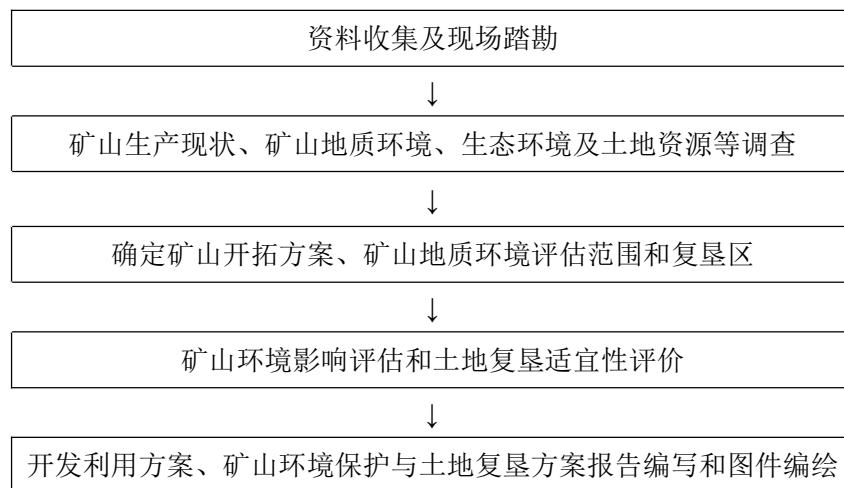 资料收集及现场踏勘
↓
矿山生产现状、矿山地质环境、生态环境及土地资源等调查
↓
确定矿山开拓方案、矿山地质环境评估范围和复垦区
↓
矿山环境影响评估和土地复垦适宜性评价
↓
开发利用方案、矿山环境保护与土地复垦方案报告编写和图件编绘